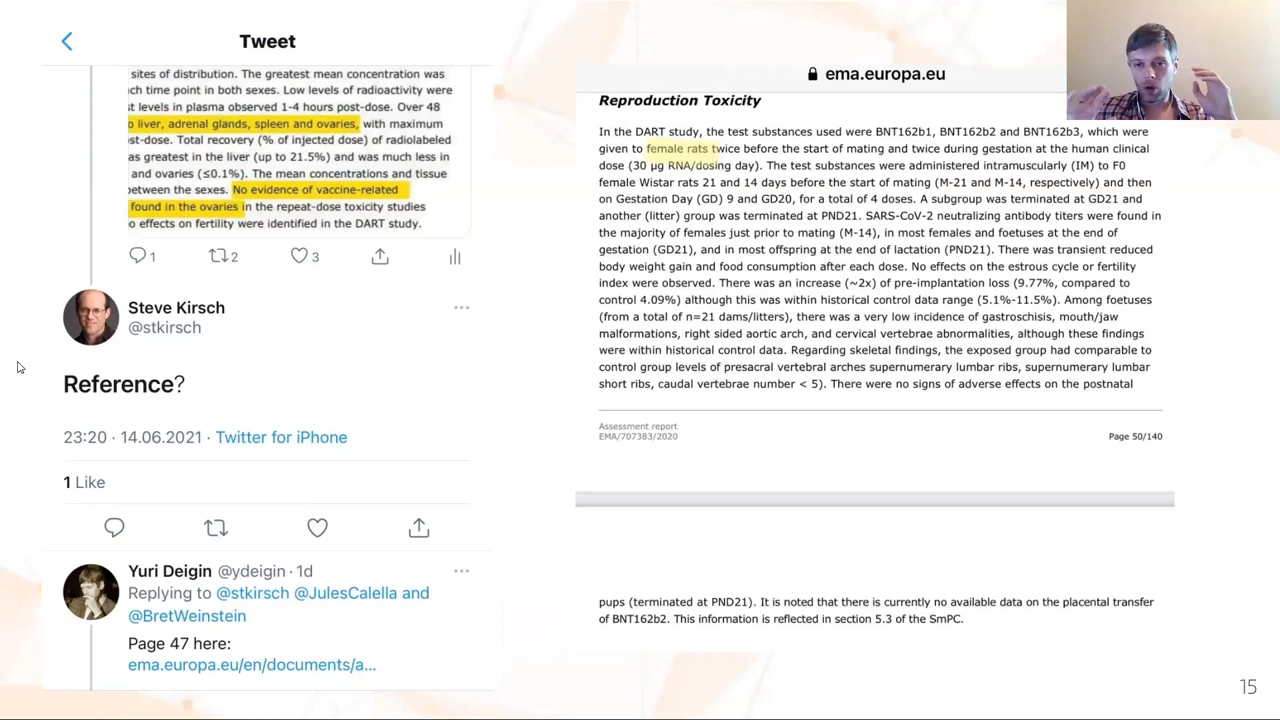 Tweet
sites of distribution. The greatest mean concentration was
ch time point in both sexes. Low levels of radioactivity were
st levels in plasma observed 1-4 hours post-dose. Over 48
o liver, adrenal glands, spleen and ovaries, with maximum
st-dose. Total recovery (% of injected dose) of radiolabeled
as greatest in the liver (up to 21.5%) and was much less in
and ovaries (≤0.1%). The mean concentrations and tissue
between the sexes. No evidence of vaccine-related
found in the ovaries in the repeat-dose toxicity studies
o effects on fertility were identified in the DART study.
1 2 3
Steve Kirsch
@stkirsch
Reference?
23:20 · 14.06.2021 · Twitter for iPhone
1 Like
Yuri Deigin @ydeigin · 1d
Replying to @stkirsch @JulesCalella and
@BretWeinstein
Page 47 here:
ema.europa.eu/en/documents/a...
ema.europa.eu
Reproduction Toxicity
In the DART study, the test substances used were BNT162b1, BNT162b2 and BNT162b3, which were
given to female rats twice before the start of mating and twice during gestation at the human clinical
dose (30 µg RNA/dosing day). The test substances were administered intramuscularly (IM) to F0
female Wistar rats 21 and 14 days before the start of mating (M-21 and M-14, respectively) and then
on Gestation Day (GD) 9 and GD20, for a total of 4 doses. A subgroup was terminated at GD21 and
another (litter) group was terminated at PND21. SARS-CoV-2 neutralizing antibody titers were found in
the majority of females just prior to mating (M-14), in most females and foetuses at the end of
gestation (GD21), and in most offspring at the end of lactation (PND21). There was transient reduced
body weight gain and food consumption after each dose. No effects on the estrous cycle or fertility
index were observed. There was an increase (~2x) of pre-implantation loss (9.77%, compared to
control 4.09%) although this was within historical control data range (5.1%-11.5%). Among foetuses
(from a total of n=21 dams/litters), there was a very low incidence of gastroschisis, mouth/jaw
malformations, right sided aortic arch, and cervical vertebrae abnormalities, although these findings
were within historical control data. Regarding skeletal findings, the exposed group had comparable to
control group levels of presacral vertebral arches supernumerary lumbar ribs, supernumerary lumbar
short ribs, caudal vertebrae number < 5). There were no signs of adverse effects on the postnatal
Assessment report
EMA/707383/2020
Page 50/140
pups (terminated at PND21). It is noted that there is currently no available data on the placental transfer
of BNT162b2. This information is reflected in section 5.3 of the SmPC.
15